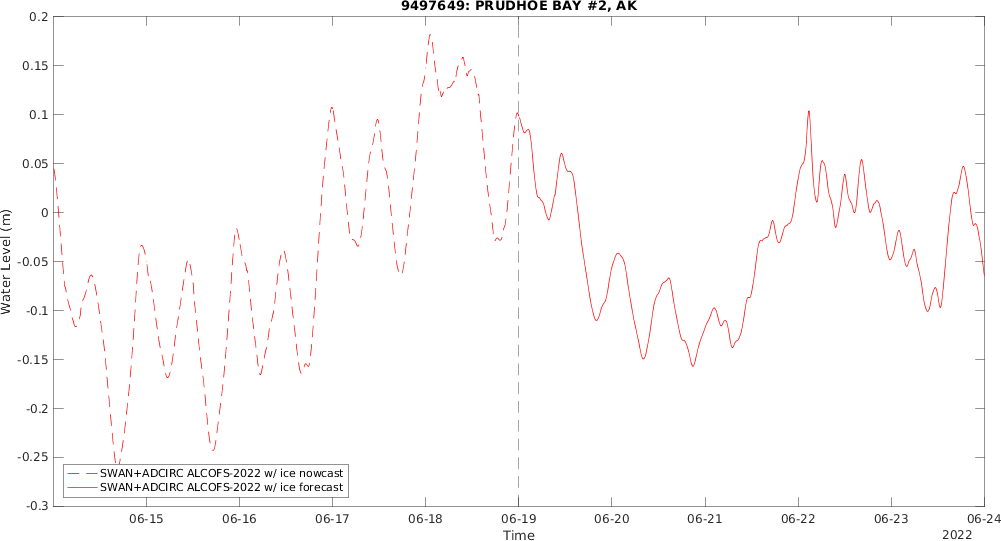 9497649: PRUDHOE BAY #2, AK
0.2
0.15
0.1
0.05
0
-0.05
-0.1
-0.15
-0.2
-0.25
-0.3
Water Level (m)
SWAN+ADCIRC ALCOFS-2022 w/ ice nowcast
SWAN+ADCIRC ALCOFS-2022 w/ ice forecast
06-15 06-16 06-17 06-18 06-19 06-20 06-21 06-22 06-23 06-24
Time
2022